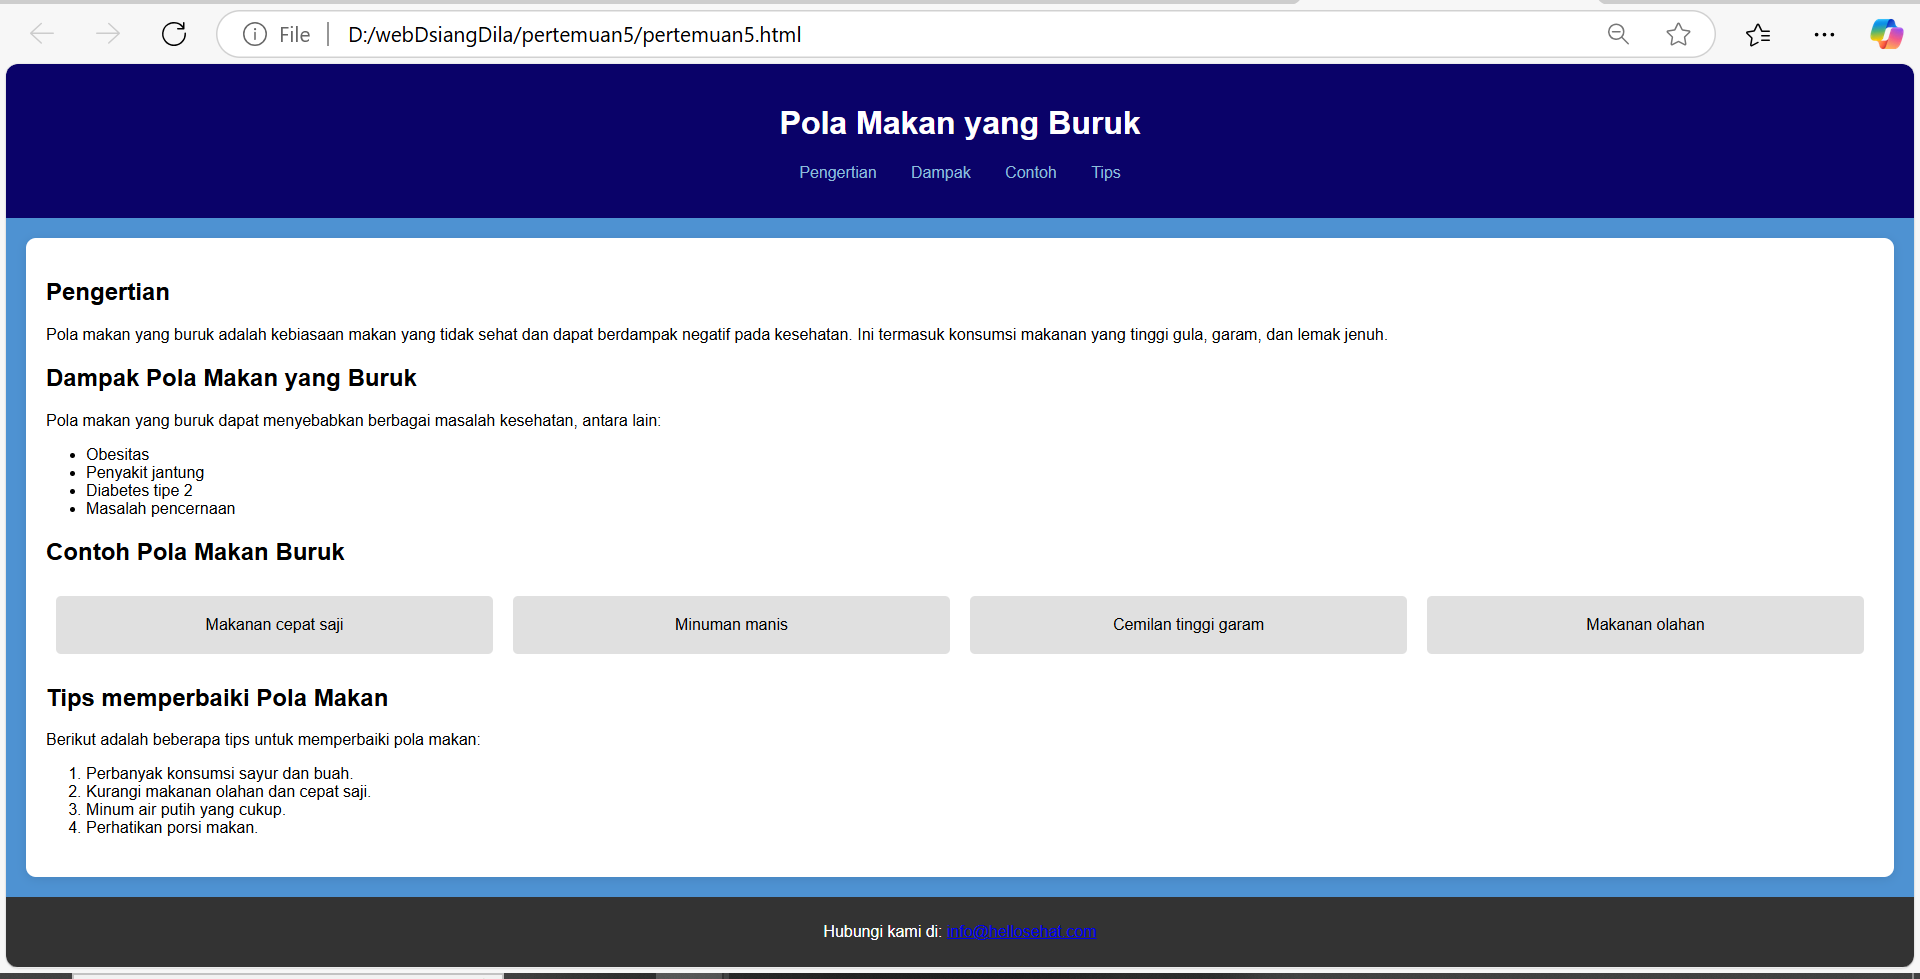 File
D:/webDsiangDila/pertemuan5/pertemuan5.html
Pola Makan yang Buruk
Pengertian Dampak Contoh Tips
Pengertian
Pola makan yang buruk adalah kebiasaan makan yang tidak sehat dan dapat berdampak negatif pada kesehatan. Ini termasuk konsumsi makanan yang tinggi gula, garam, dan lemak jenuh.
Dampak Pola Makan yang Buruk
Pola makan yang buruk dapat menyebabkan berbagai masalah kesehatan, antara lain:
• Obesitas
• Penyakit jantung
• Diabetes tipe 2
• Masalah pencernaan
Contoh Pola Makan Buruk
Makanan cepat saji
Minuman manis
Cemilan tinggi garam
Makanan olahan
Tips memperbaiki Pola Makan
Berikut adalah beberapa tips untuk memperbaiki pola makan:
1. Perbanyak konsumsi sayur dan buah.
2. Kurangi makanan olahan dan cepat saji.
3. Minum air putih yang cukup.
4. Perhatikan porsi makan.
Hubungi kami di: info@hellosehat.com